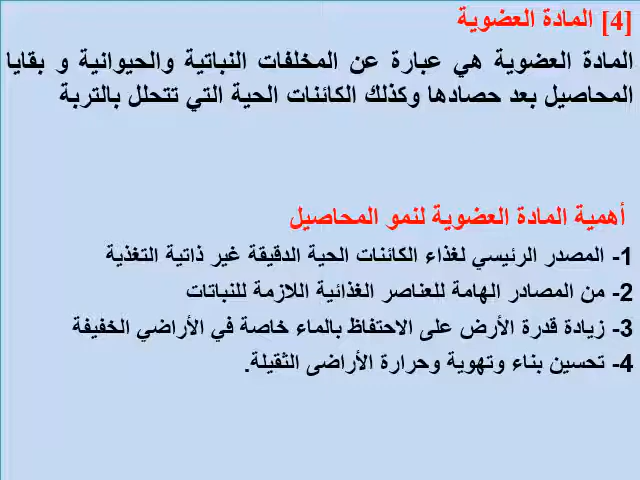 [4] المادة العضوية
المادة العضوية هي عبارة عن المخلفات النباتية والحيوانية و بقايا
المحاصيل بعد حصادها وكذلك الكائنات الحية التي تتحلل بالتربة
أهمية المادة العضوية لنمو المحاصيل
1- المصدر الرئيسي لغذاء الكائنات الحية الدقيقة غير ذاتية التغذية
2- من المصادر الهامة للعناصر الغذائية اللازمة للنباتات
3- زيادة قدرة الأرض على الاحتفاظ بالماء خاصة في الأراضي الخفيفة
4- تحسين بناء وتهوية وحرارة الأراضى الثقيلة.